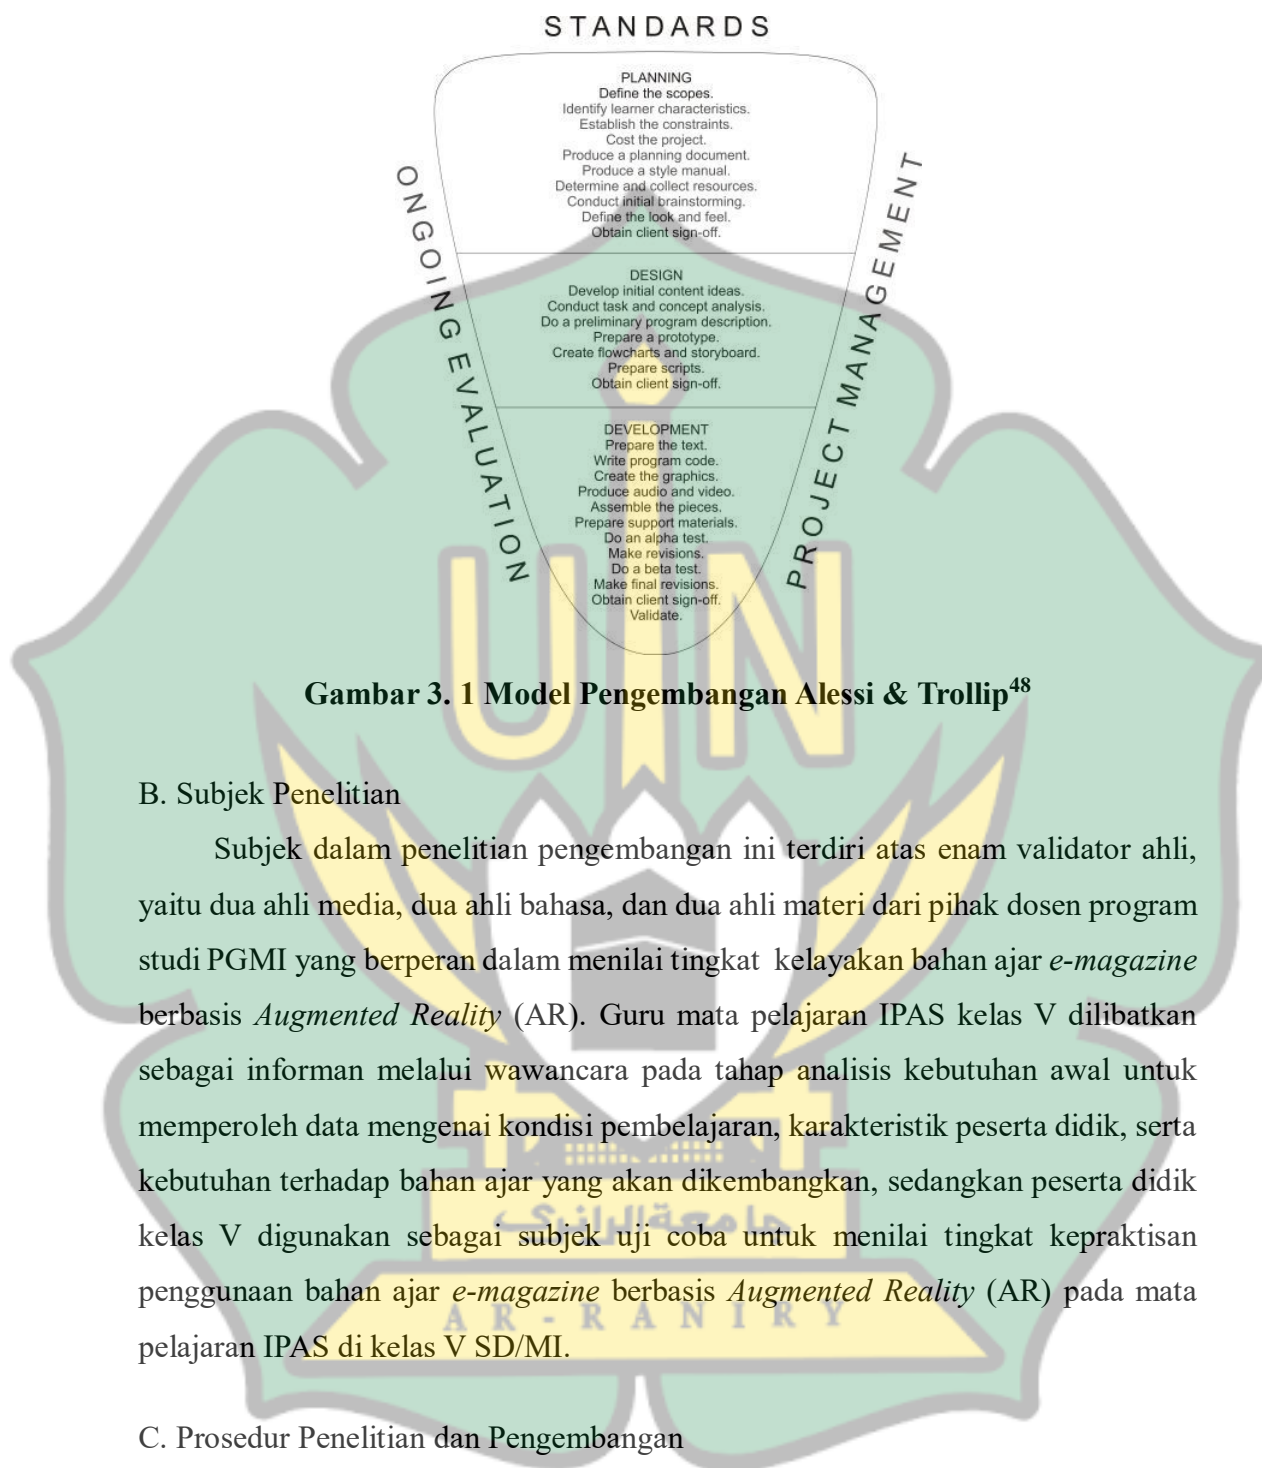 STANDARDS
ONGOING EVALUATION
PROJECT MANAGEMENT
PLANNING
Define the scopes.
Identify learner characteristics.
Establish the constraints.
Cost the project.
Produce a planning document.
Produce a style manual.
Determine and collect resources.
Conduct initial brainstorming.
Define the look and feel.
Obtain client sign-off.
DESIGN
Develop initial content ideas.
Conduct task and concept analysis.
Do a preliminary program description.
Prepare a prototype.
Create flowcharts and storyboard.
Prepare scripts.
Obtain client sign-off.
DEVELOPMENT
Prepare the text.
Write program code.
Create the graphics.
Produce audio and video.
Assemble the pieces.
Prepare support materials.
Do an alpha test.
Make revisions.
Do a beta test.
Make final revisions.
Obtain client sign-off.
Validate.
UIN
Gambar 3. 1 Model Pengembangan Alessi & Trollip48
B. Subjek Penelitian
Subjek dalam penelitian pengembangan ini terdiri atas enam validator ahli,
yaitu dua ahli media, dua ahli bahasa, dan dua ahli materi dari pihak dosen program
studi PGMI yang berperan dalam menilai tingkat kelayakan bahan ajar e-magazine
berbasis Augmented Reality (AR). Guru mata pelajaran IPAS kelas V dilibatkan
sebagai informan melalui wawancara pada tahap analisis kebutuhan awal untuk
memperoleh data mengenai kondisi pembelajaran, karakteristik peserta didik, serta
kebutuhan terhadap bahan ajar yang akan dikembangkan, sedangkan peserta didik
kelas V digunakan sebagai subjek uji coba untuk menilai tingkat kepraktisan
penggunaan bahan ajar e-magazine berbasis Augmented Reality (AR) pada mata
pelajaran IPAS di kelas V SD/MI.
جامعة الرانري
AR-RANIRY
C. Prosedur Penelitian dan Pengembangan